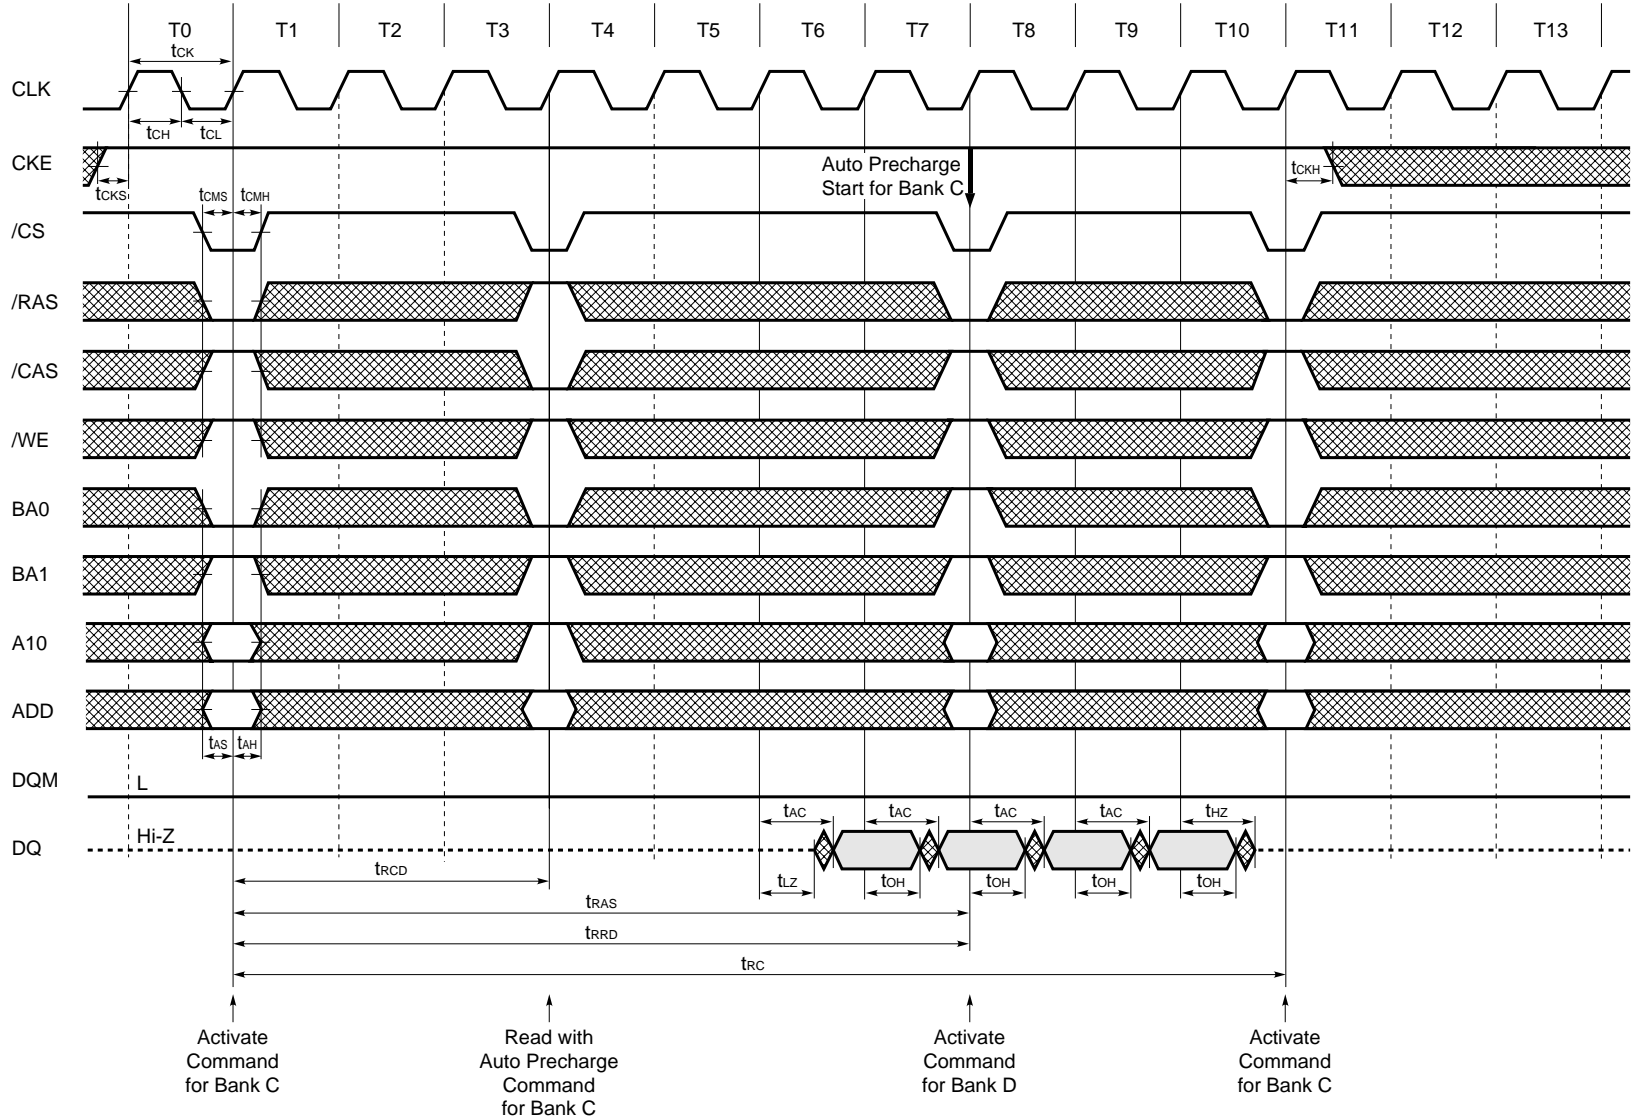 T0 T1 T2 T3 T4 T5 T6 T7 T8 T9 T10 T11 T12 T13
tCK
CLK
tCH tCL
CKE
Auto Precharge
Start for Bank C
tCKH
tCKS
tCMS tCMH
/CS
/RAS
/CAS
/WE
BA0
BA1
A10
ADD
tAS tAH
DQM
L
tAC tAC tAC tAC tHZ
Hi-Z
DQ
tRCD
tLZ tOH tOH tOH tOH
tRAS
tRRD
tRC
Activate
Command
for Bank C
Read with
Auto Precharge
Command
for Bank C
Activate
Command
for Bank D
Activate
Command
for Bank C